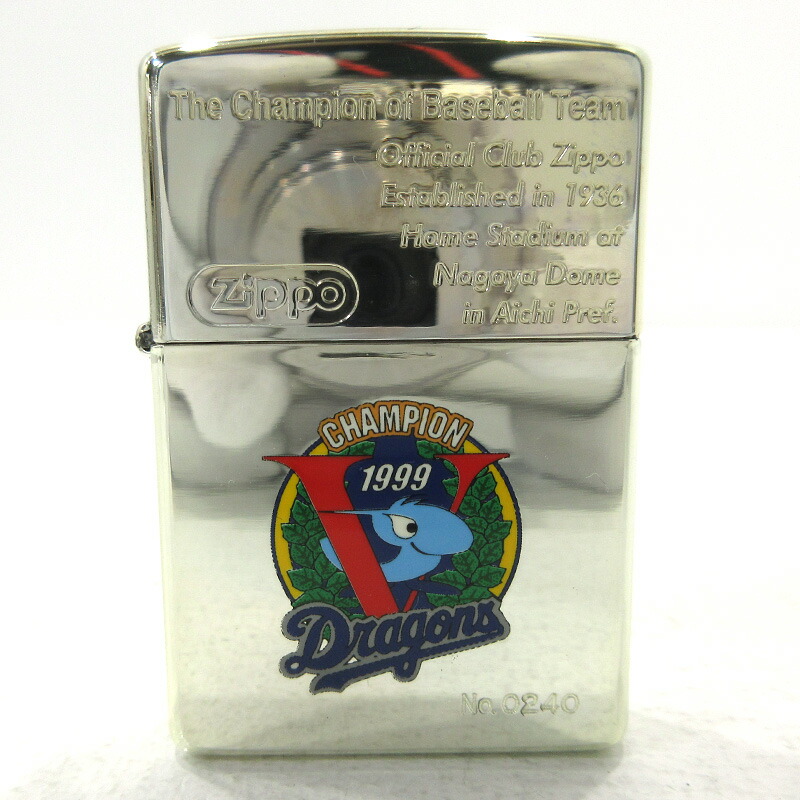 The Champion of Baseball Team
Official Club Zippo
Established in 1936
Home Stadium at
Nagoya Dome
in Aichi Pref.
Zippo
CHAMPION
1999
V
Dragons
No.0240